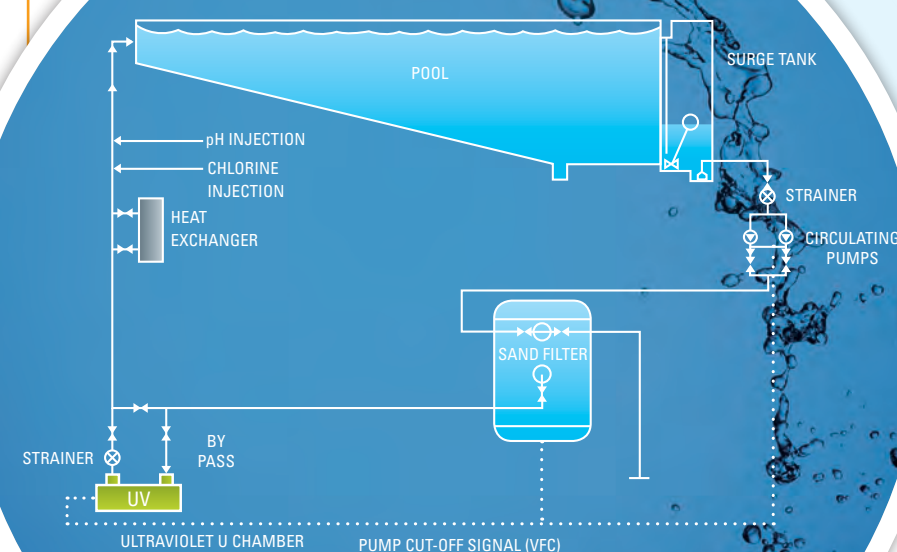 POOL
SURGE TANK
pH INJECTION
CHLORINE
INJECTION
STRAINER
HEAT
EXCHANGER
CIRCULATING
PUMPS
SAND FILTER
BY
PASS
STRAINER
UV
ULTRAVIOLET U CHAMBER
PUMP CUT-OFF SIGNAL (VFC)